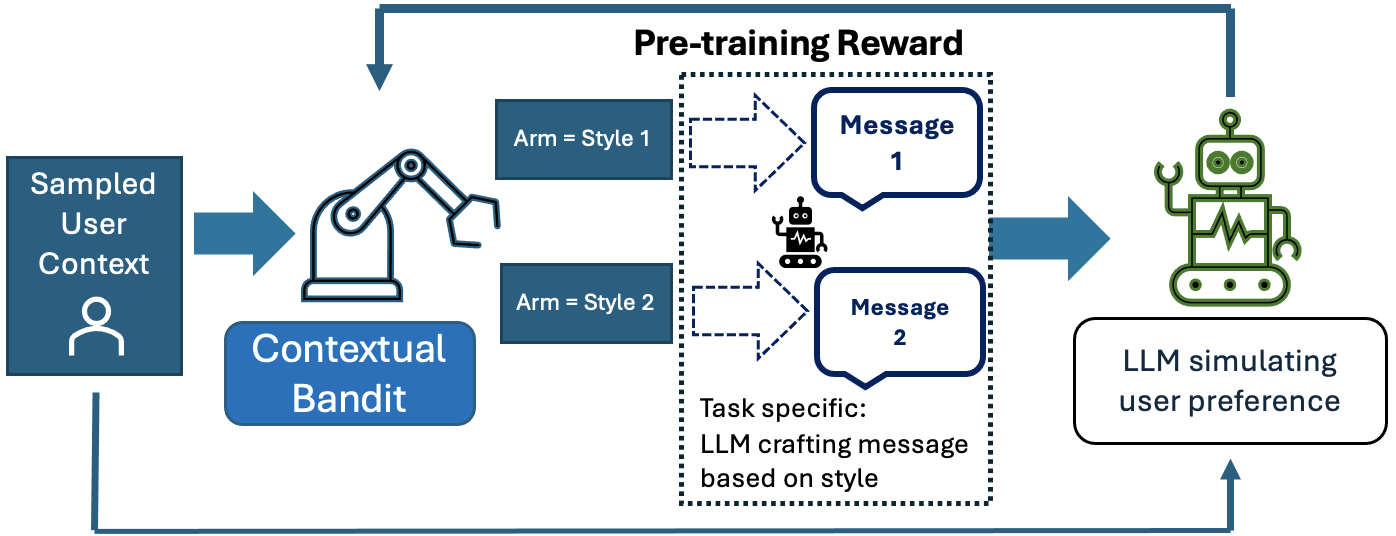 Pre-training Reward
Sampled
User
Context
Contextual
Bandit
Arm = Style 1
Message
1
Arm = Style 2
Message
2
Task specific:
LLM crafting message
based on style
LLM simulating
user preference